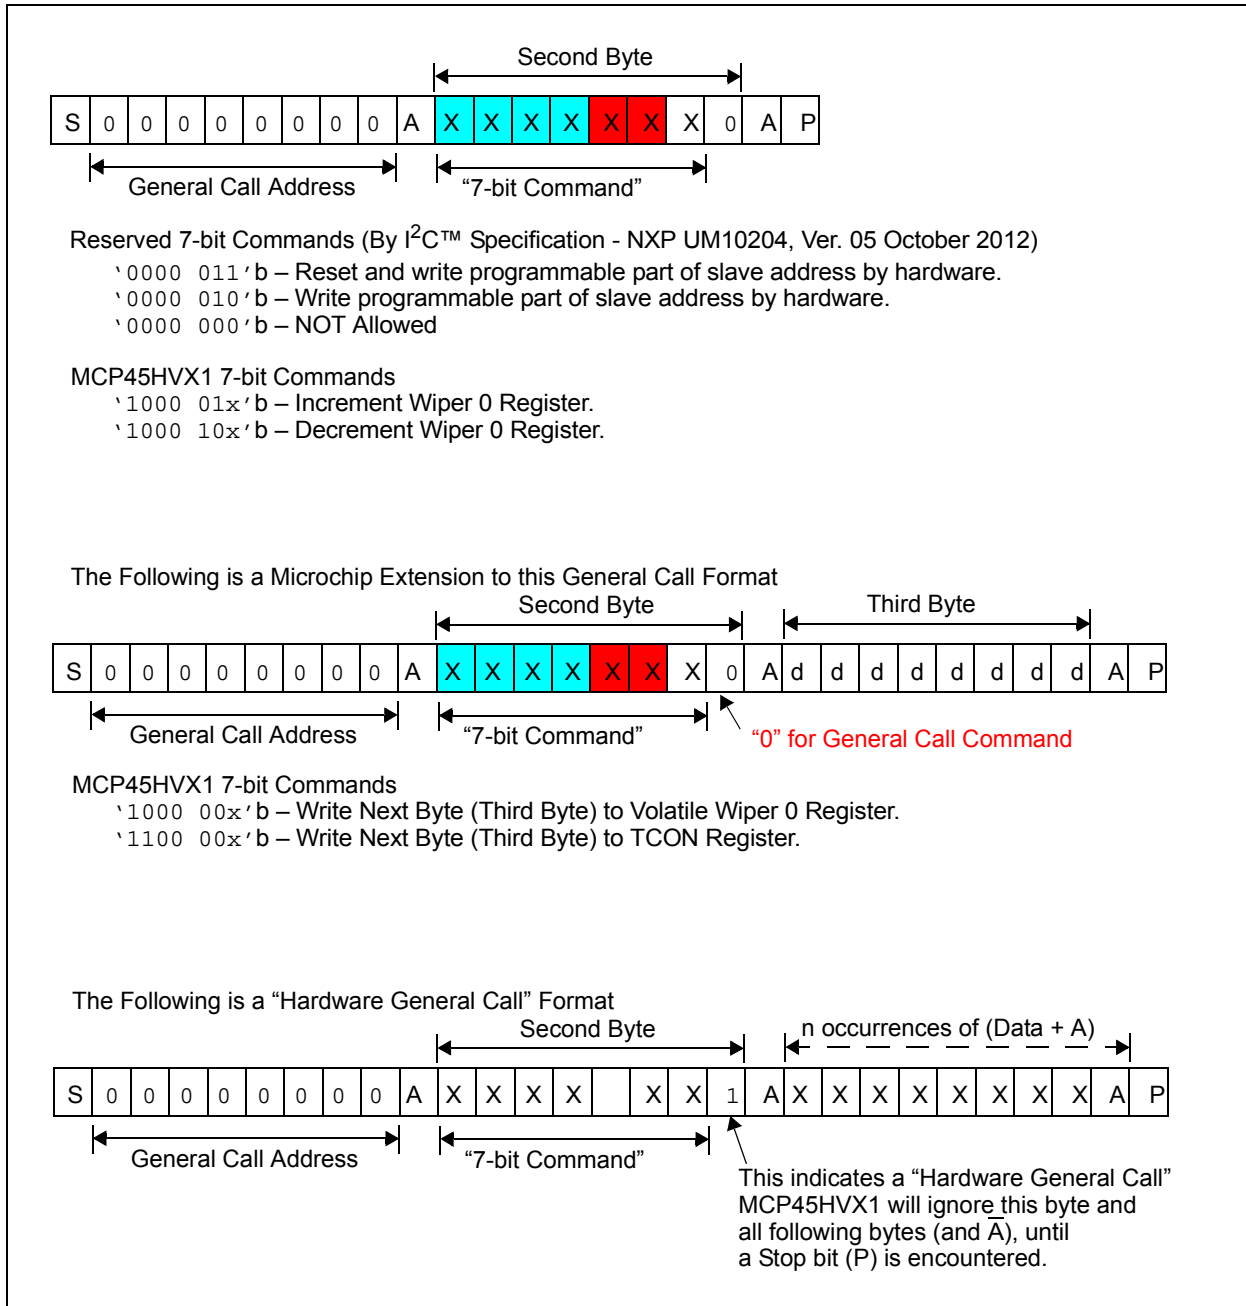 Second Byte
S 0 0 0 0 0 0 0 0 A X X X X X X X 0 A P
General Call Address “7-bit Command”
Reserved 7-bit Commands (By I²C™ Specification - NXP UM10204, Ver. 05 October 2012)
‘0000 011’b – Reset and write programmable part of slave address by hardware.
‘0000 010’b – Write programmable part of slave address by hardware.
‘0000 000’b – NOT Allowed
MCP45HVX1 7-bit Commands
‘1000 01x’b – Increment Wiper 0 Register.
‘1000 10x’b – Decrement Wiper 0 Register.
The Following is a Microchip Extension to this General Call Format
Second Byte Third Byte
S 0 0 0 0 0 0 0 0 A X X X X X X X 0 A d d d d d d d d A P
General Call Address “7-bit Command” “0” for General Call Command
MCP45HVX1 7-bit Commands
‘1000 00x’b – Write Next Byte (Third Byte) to Volatile Wiper 0 Register.
‘1100 00x’b – Write Next Byte (Third Byte) to TCON Register.
The Following is a “Hardware General Call” Format
Second Byte n occurrences of (Data + A)
S 0 0 0 0 0 0 0 0 A X X X X X X 1 A X X X X X X X X A P
General Call Address “7-bit Command”
This indicates a “Hardware General Call”
MCP45HVX1 will ignore this byte and
all following bytes (and A̅), until
a Stop bit (P) is encountered.